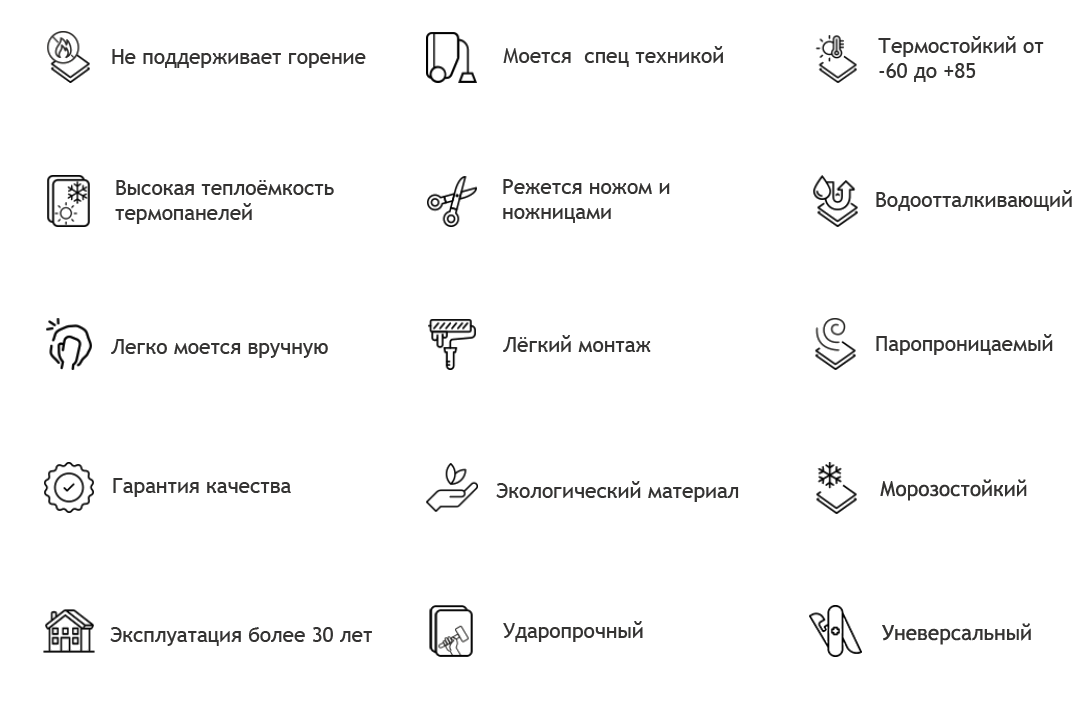 Не поддерживает горение
Моется  спец техникой
Термостойкий от
-60 до +85
Высокая теплоёмкость
термопанелей
Режется ножом и
ножницами
Водоотталкивающий
Легко моется вручную
Лёгкий монтаж
Паропроницаемый
Гарантия качества
Экологический материал
Морозостойкий
Эксплуатация более 30 лет
Ударопрочный
Уневерсальный